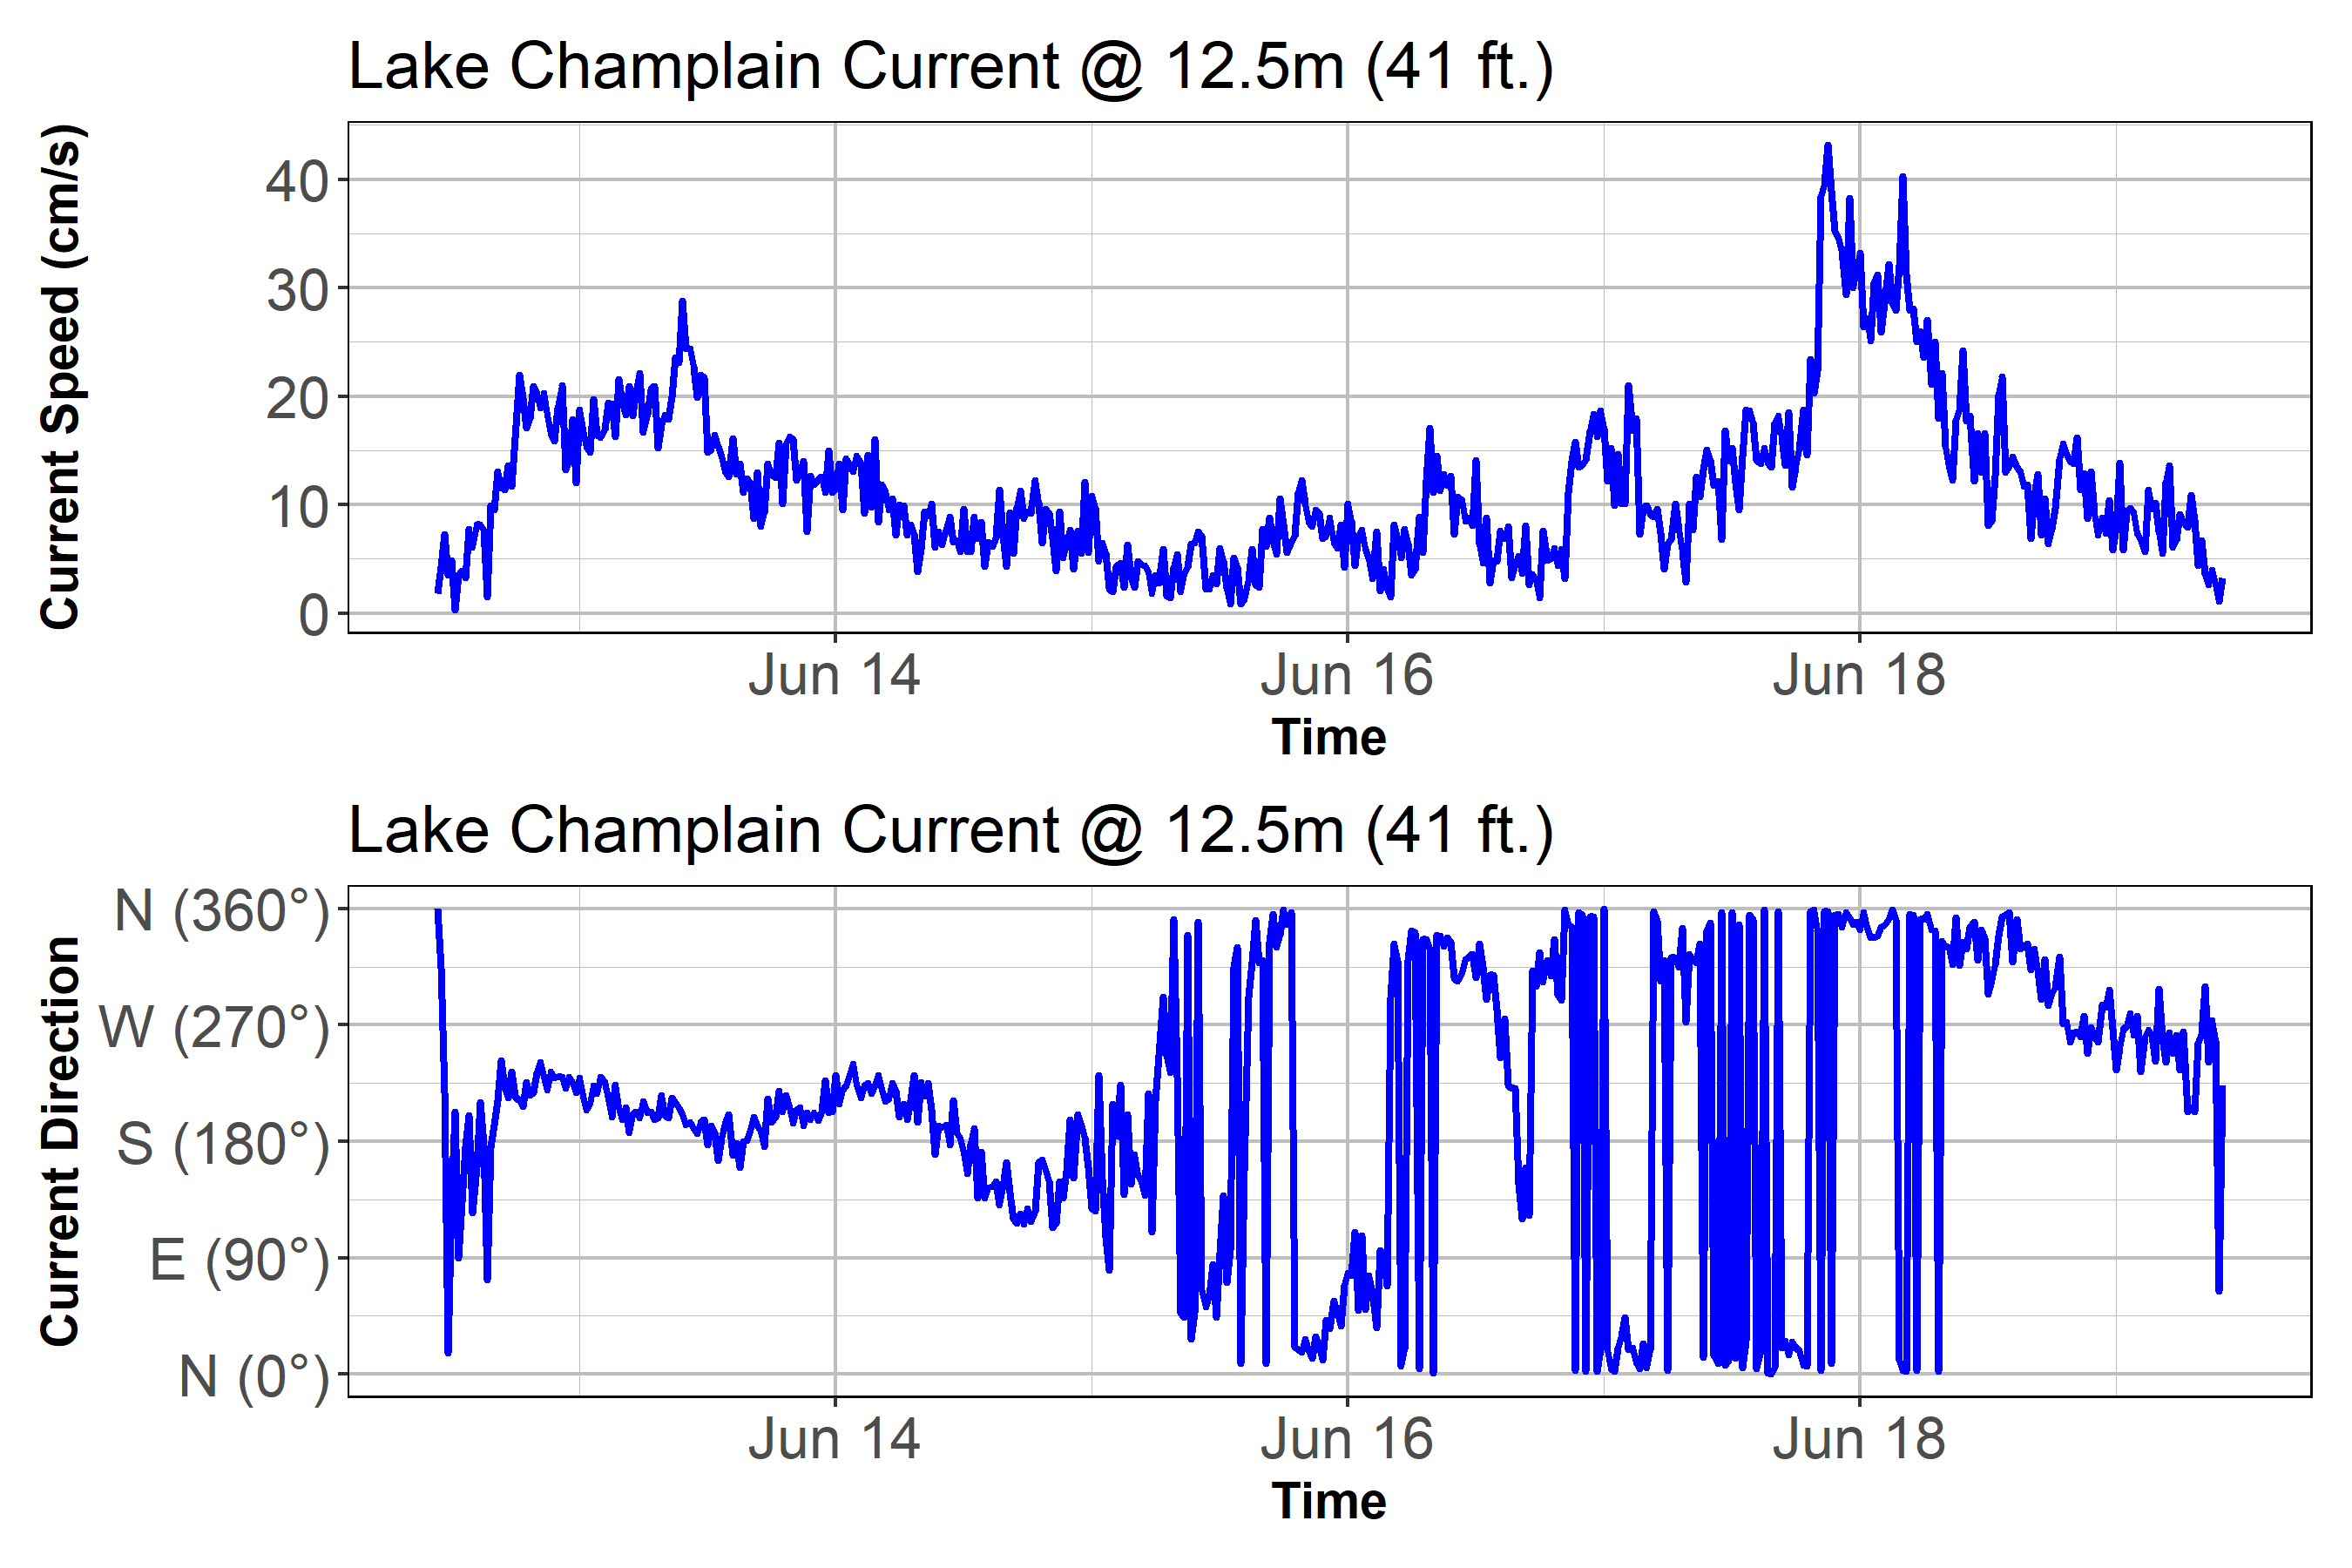 Lake Champlain Current @ 12.5m (41 ft.)
Current Speed (cm/s)
40
30
20
10
0
Jun 14
Jun 16
Jun 18
Time
Lake Champlain Current @ 12.5m (41 ft.)
Current Direction
N (360°)
W (270°)
S (180°)
E (90°)
N (0°)
Jun 14
Jun 16
Jun 18
Time